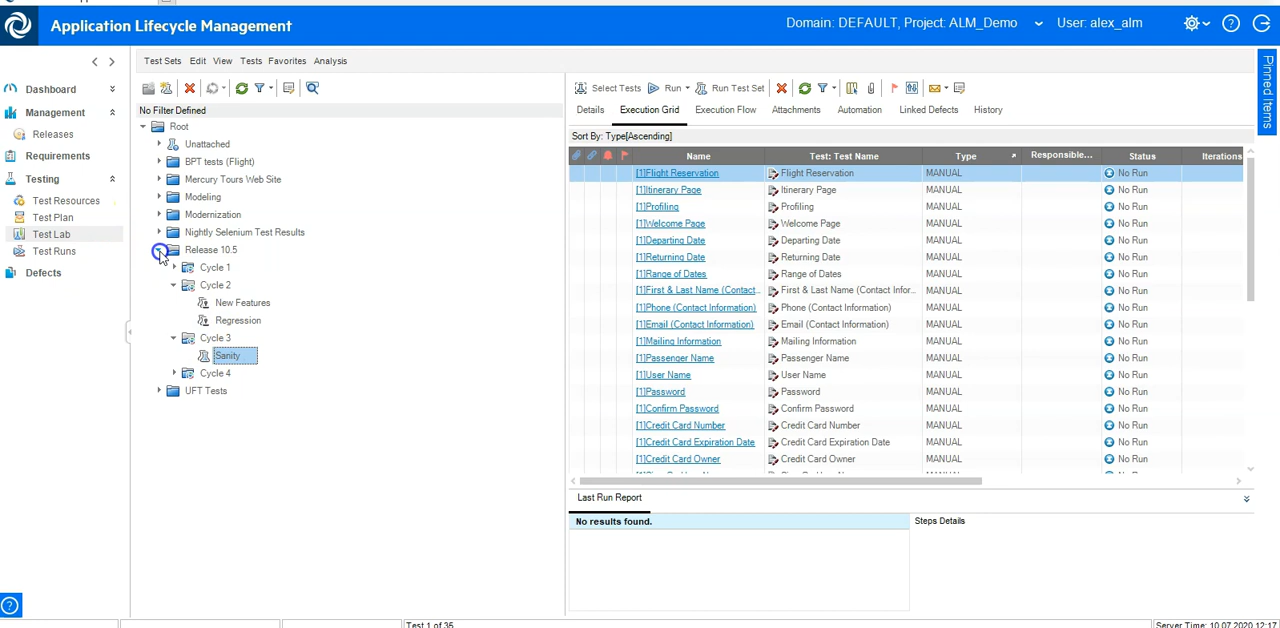 Application Lifecycle Management
Domain: DEFAULT, Project: ALM_Demo
User: alex_alm
Dashboard
Management
Releases
Requirements
Testing
Test Resources
Test Plan
Test Lab
Test Runs
Defects
Test Sets Edit View Tests Favorites Analysis
No Filter Defined
Root
Unattached
BPT tests (Flight)
Mercury Tours Web Site
Modeling
Modernization
Nightly Selenium Test Results
Release 10.5
Cycle 1
Cycle 2
New Features
Regression
Cycle 3
Sanity
Cycle 4
UFT Tests
Select Tests Run Run Test Set
Details Execution Grid Execution Flow Attachments Automation Linked Defects History
Sort By: Type[Ascending]
Name Test: Test Name Type Responsible... Status Iterations
[1]Flight Reservation Flight Reservation MANUAL No Run
[1]Itinerary Page Itinerary Page MANUAL No Run
[1]Profiling Profiling MANUAL No Run
[1]Welcome Page Welcome Page MANUAL No Run
[1]Departing Date Departing Date MANUAL No Run
[1]Returning Date Returning Date MANUAL No Run
[1]Range of Dates Range of Dates MANUAL No Run
[1]First & Last Name (Contact... First & Last Name (Contact Infor... MANUAL No Run
[1]Phone (Contact Information) Phone (Contact Information) MANUAL No Run
[1]Email (Contact Information) Email (Contact Information) MANUAL No Run
[1]Mailing Information Mailing Information MANUAL No Run
[1]Passenger Name Passenger Name MANUAL No Run
[1]User Name User Name MANUAL No Run
[1]Password Password MANUAL No Run
[1]Confirm Password Confirm Password MANUAL No Run
[1]Credit Card Number Credit Card Number MANUAL No Run
[1]Credit Card Expiration Date Credit Card Expiration Date MANUAL No Run
[1]Credit Card Owner Credit Card Owner MANUAL No Run
Last Run Report
No results found.
Steps Details
Pinned Items
Test 1 of 35
Server Time: 10.07.2020 12:17